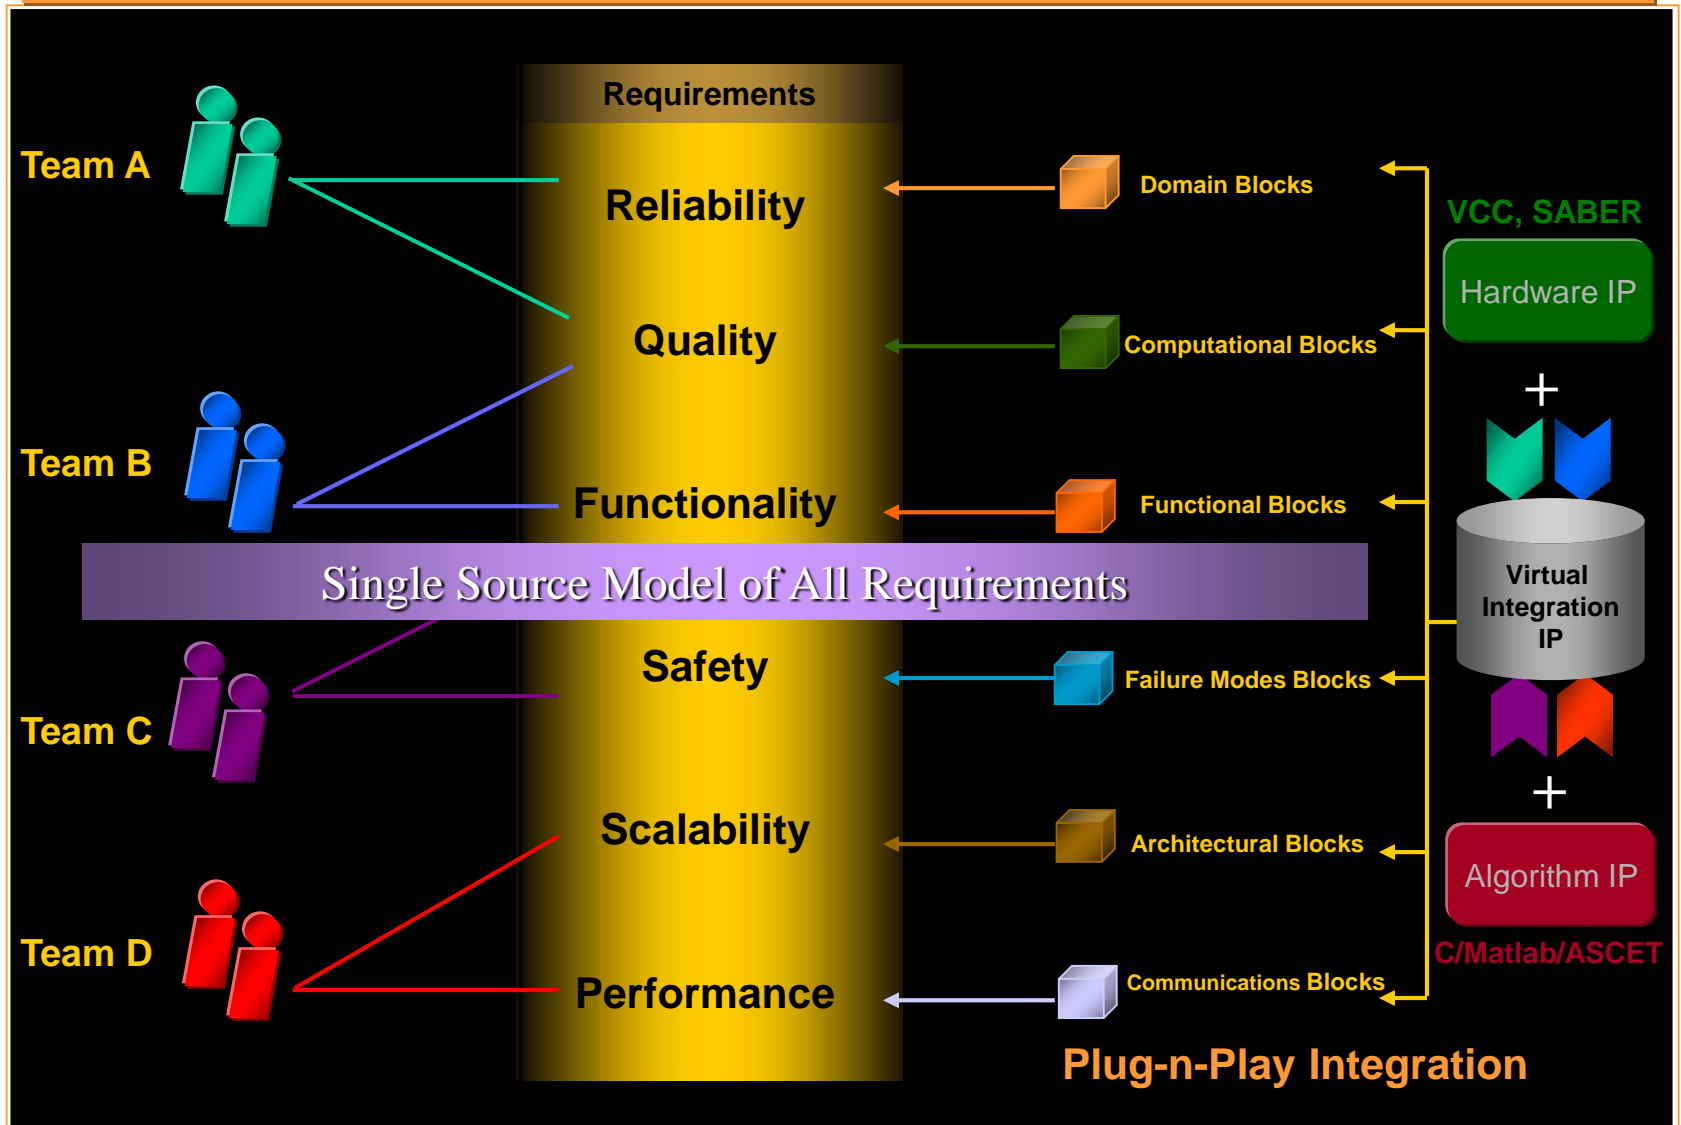 Requirements
Team A
Reliability
Domain Blocks
VCC, SABER
Hardware IP
Quality
Computational Blocks
+
Team B
Functionality
Functional Blocks
Single Source Model of All Requirements
Virtual
Integration
IP
Safety
Failure Modes Blocks
Team C
+
Scalability
Architectural Blocks
Algorithm IP
Team D
C/Matlab/ASCET
Performance
Communications Blocks
Plug-n-Play Integration